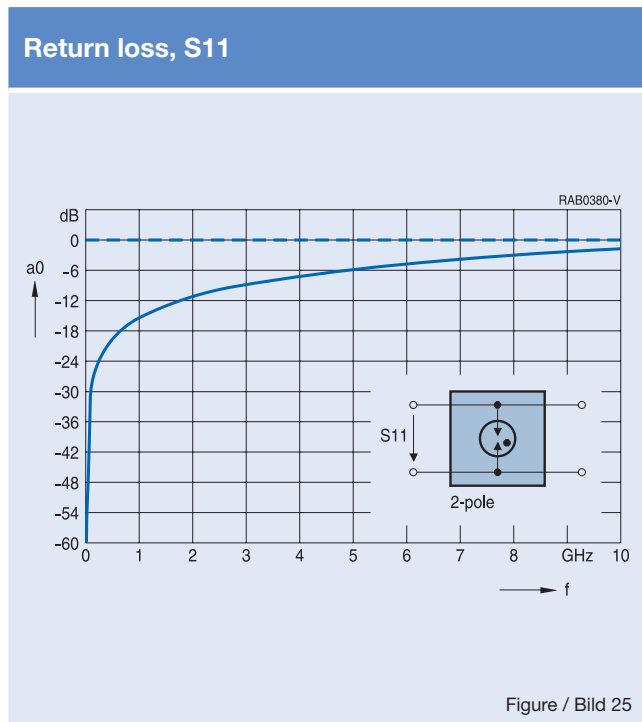 Return loss, S11
RAB0380-V
dB
0
a0
-6
-12
-18
-24
-30
-36
-42
-48
-54
-60
S11
2-pole
0 1 2 3 4 5 6 7 8 GHz 10
f
Figure / Bild 25